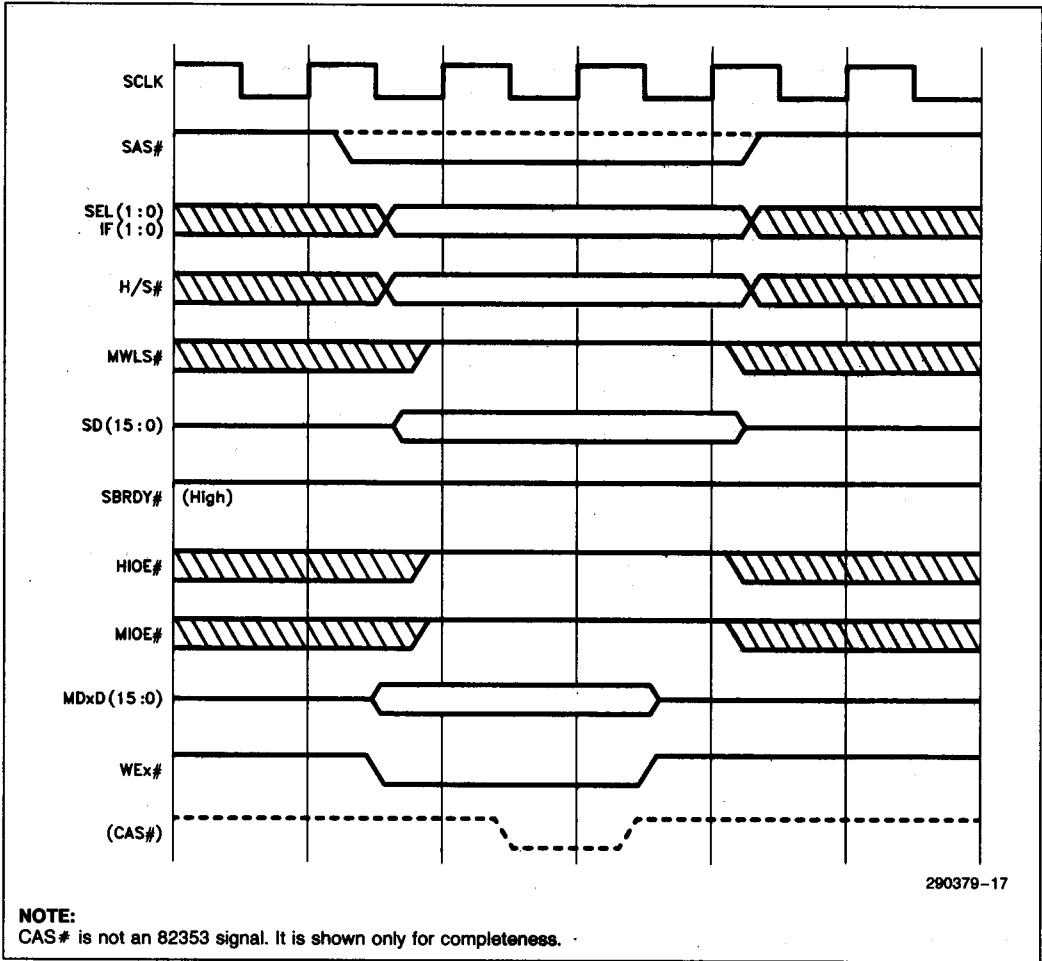 SCLK
SAS#
SEL(1:0)
IF(1:0)
H/S#
MWLS#
SD(15:0)
SBRDY# (High)
HIOE#
MIOE#
MDxD(15:0)
WEx#
(CAS#)
290379-17
NOTE:
CAS# is not an 82353 signal. It is shown only for completeness.